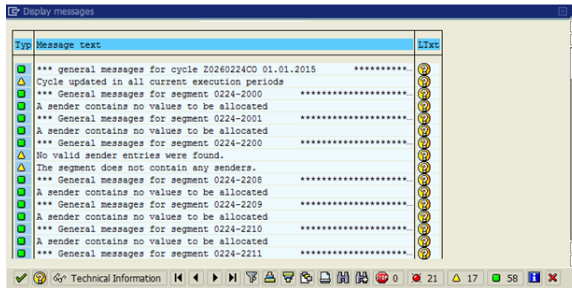 Display messages
Typ Message text LTxt
*** general messages for cycle Z0260224C0 01.01.2015 **********
Cycle updated in all current execution periods
*** General messages for segment 0224-2000 ********************
A sender contains no values to be allocated
*** General messages for segment 0224-2001 ********************
A sender contains no values to be allocated
*** General messages for segment 0224-2200 ********************
No valid sender entries were found.
The segment does not contain any senders.
*** General messages for segment 0224-2208 ********************
A sender contains no values to be allocated
*** General messages for segment 0224-2209 ********************
A sender contains no values to be allocated
*** General messages for segment 0224-2210 ********************
A sender contains no values to be allocated
*** General messages for segment 0224-2211 ********************
Technical Information 0 21 17 58